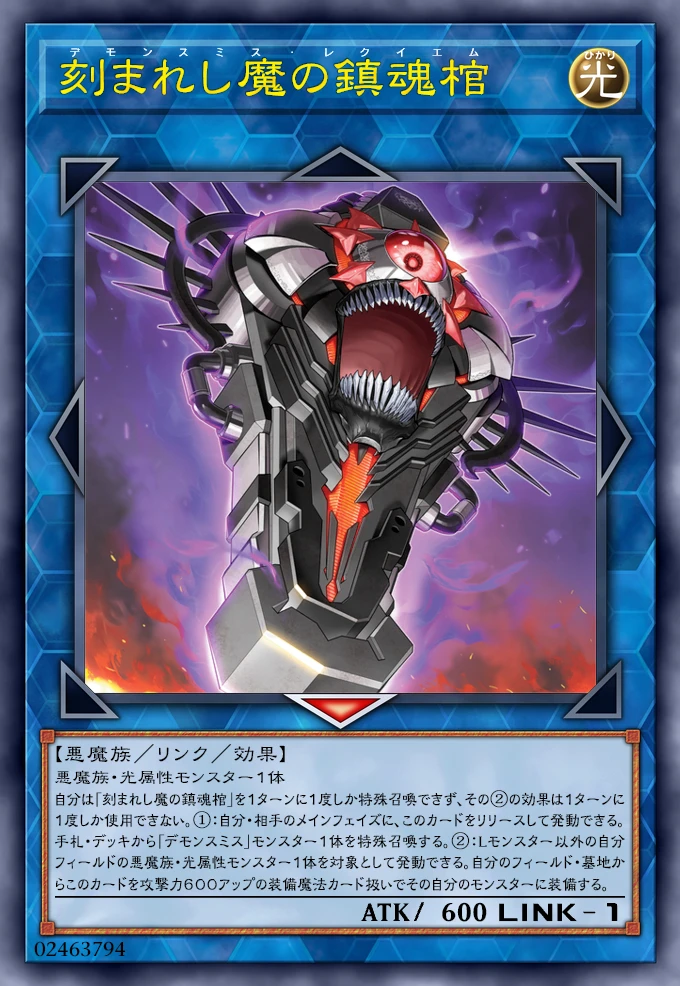 デモンスミス・レクイエム
刻まれし魔の鎮魂棺
ひかり
光
【悪魔族／リンク／効果】
悪魔族・光属性モンスター1体
自分は「刻まれし魔の鎮魂棺」を1ターンに1度しか特殊召喚できず、その②の効果は1ターンに
1度しか使用できない。①：自分・相手のメインフェイズに、このカードをリリースして発動できる。
手札・デッキから「デモンスミス」モンスター1体を特殊召喚する。②：Lモンスター以外の自分
フィールドの悪魔族・光属性モンスター1体を対象として発動できる。自分のフィールド・墓地か
らこのカードを攻撃力600アップの装備魔法カード扱いでその自分のモンスターに装備する。
ATK/ 600 LINK-1
02463794